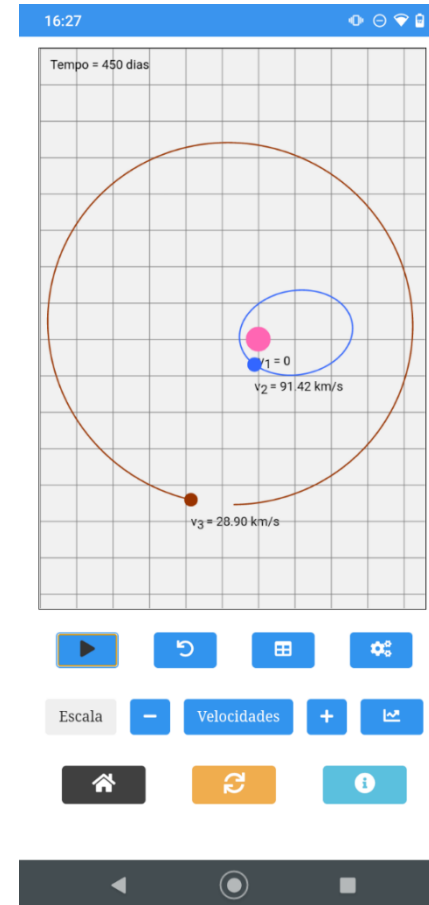 16:27
Tempo = 450 dias
v1 = 0
v2 = 91.42 km/s
v3 = 28.90 km/s
Escala
Velocidades